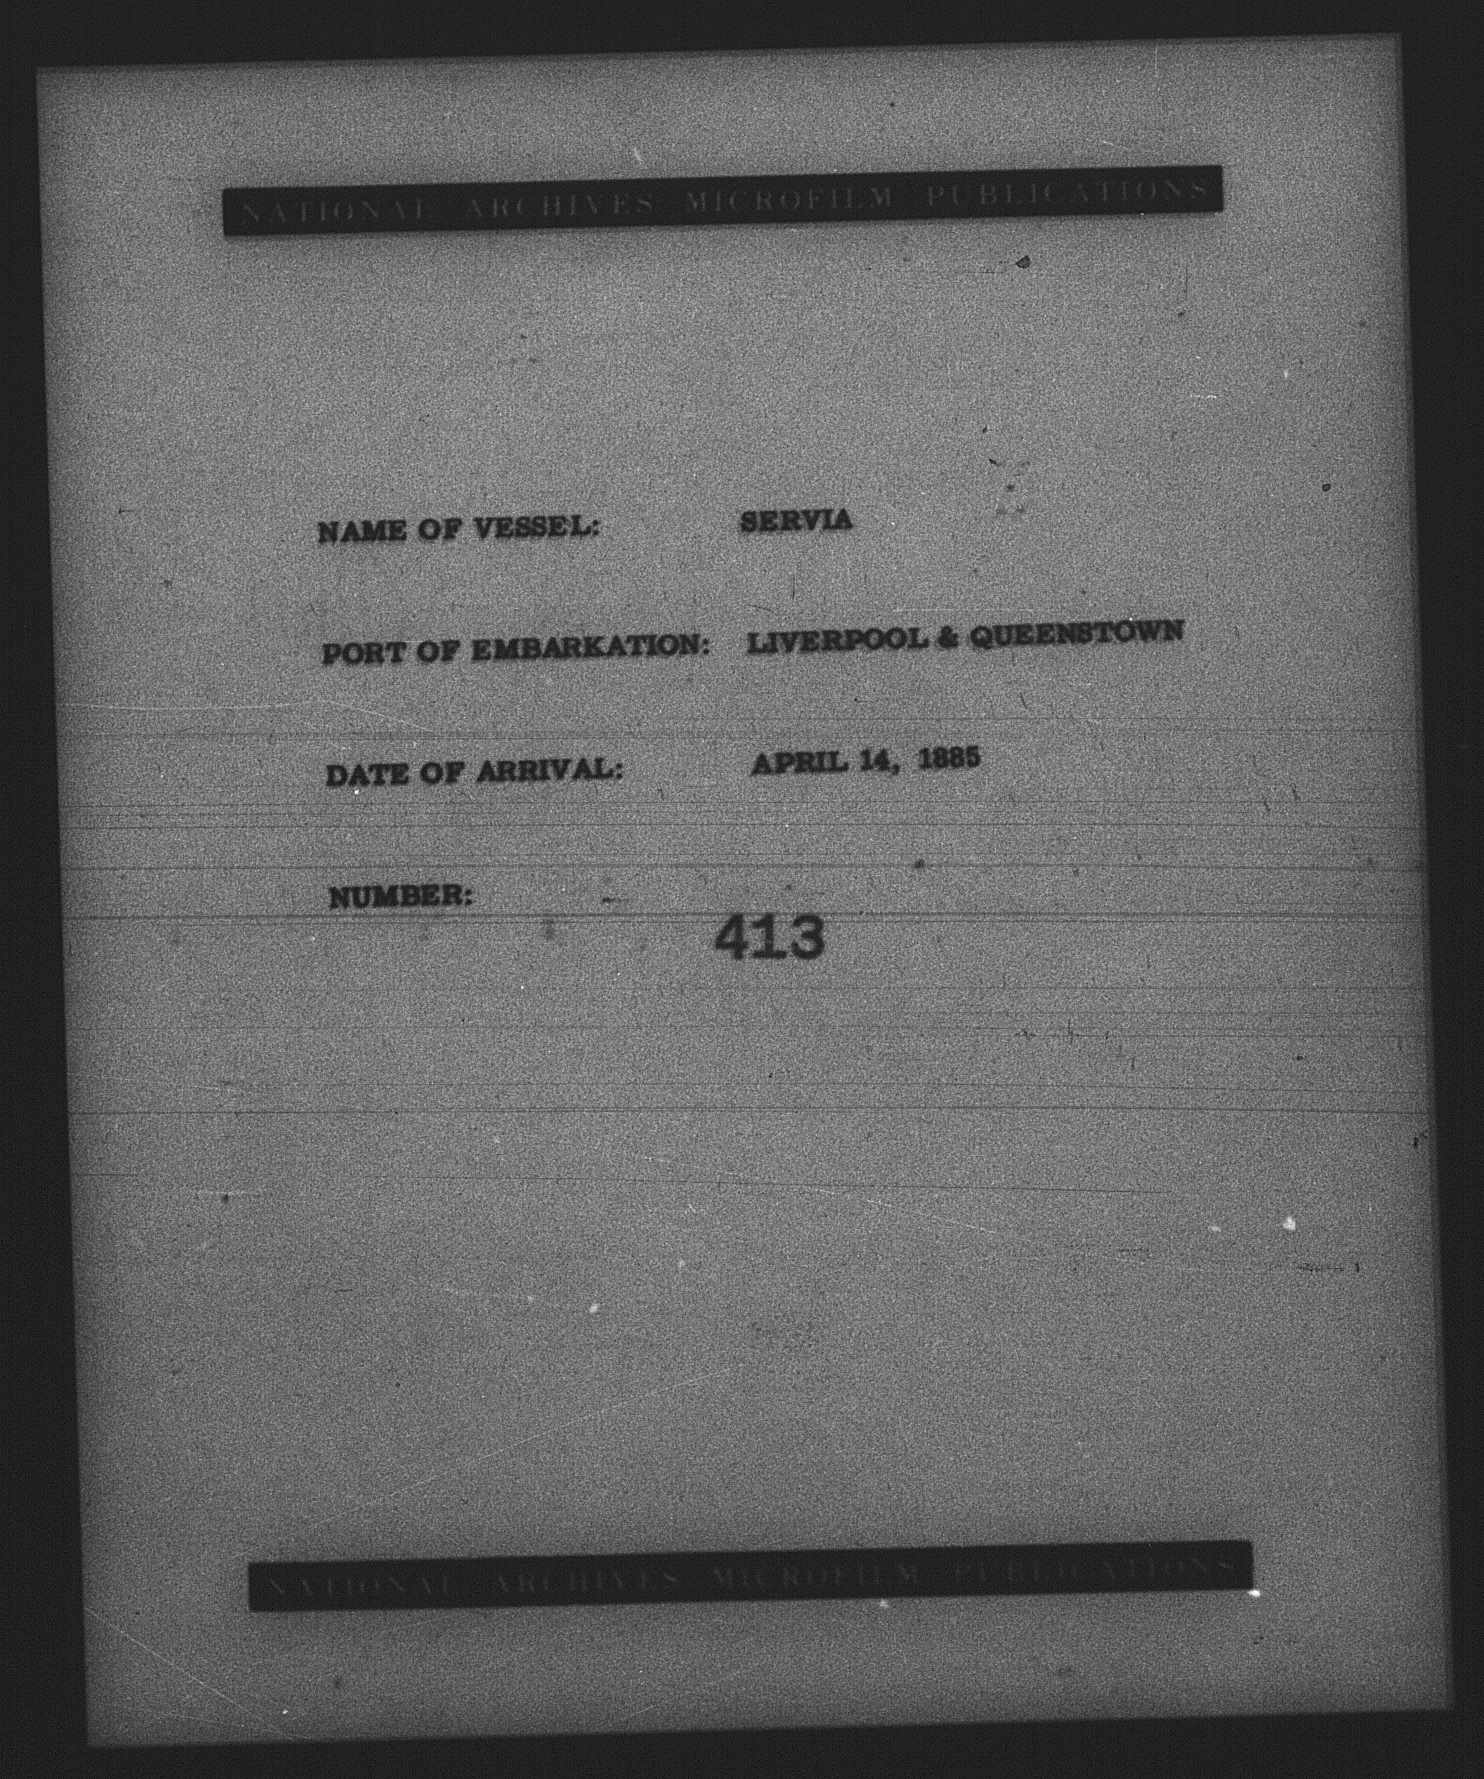 NATIONAL ARCHIVES MICROFILM PUBLICATIONS
NAME OF VESSEL: SERVIA
PORT OF EMBARKATION: LIVERPOOL & QUEENSTOWN
DATE OF ARRIVAL: APRIL 14, 1885
NUMBER:
413
NATIONAL ARCHIVES MICROFILM PUBLICATIONS